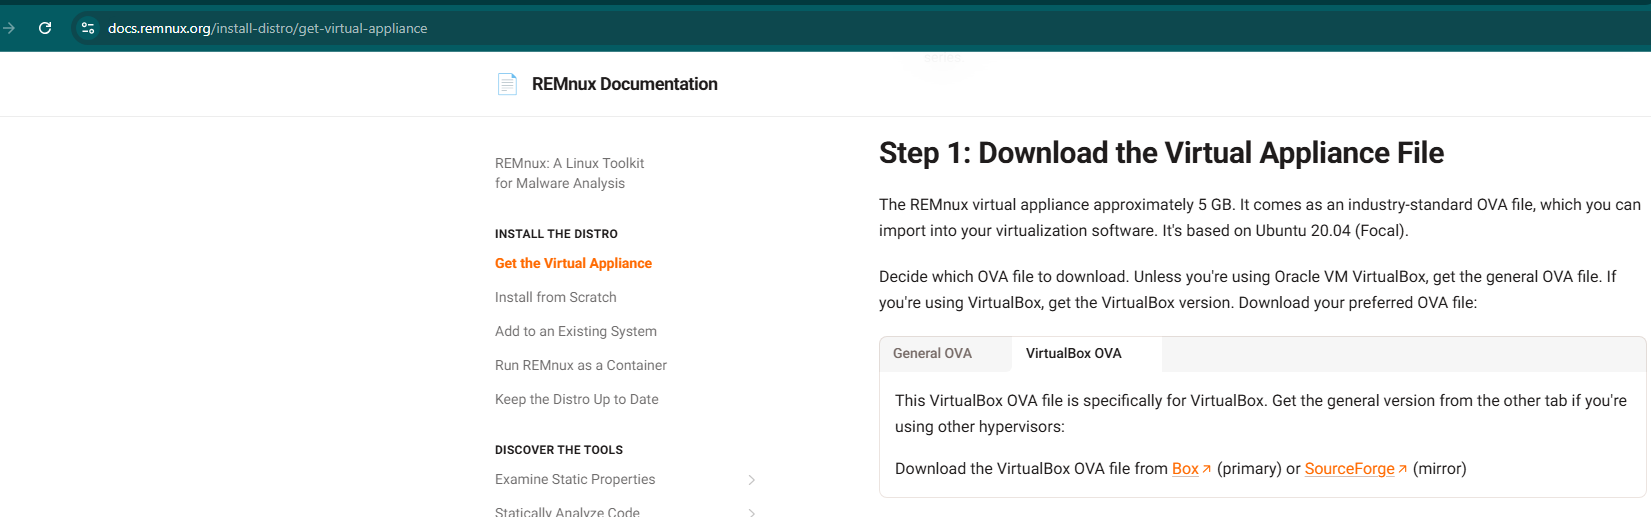 docs.remnux.org/install-distro/get-virtual-appliance
series.
REMnux Documentation
REMnux: A Linux Toolkit
for Malware Analysis
INSTALL THE DISTRO
Get the Virtual Appliance
Install from Scratch
Add to an Existing System
Run REMnux as a Container
Keep the Distro Up to Date
DISCOVER THE TOOLS
Examine Static Properties
Statically Analyze Code
Step 1: Download the Virtual Appliance File
The REMnux virtual appliance approximately 5 GB. It comes as an industry-standard OVA file, which you can
import into your virtualization software. It's based on Ubuntu 20.04 (Focal).
Decide which OVA file to download. Unless you're using Oracle VM VirtualBox, get the general OVA file. If
you're using VirtualBox, get the VirtualBox version. Download your preferred OVA file:
General OVA
VirtualBox OVA
This VirtualBox OVA file is specifically for VirtualBox. Get the general version from the other tab if you're
using other hypervisors:
Download the VirtualBox OVA file from Box (primary) or SourceForge (mirror)